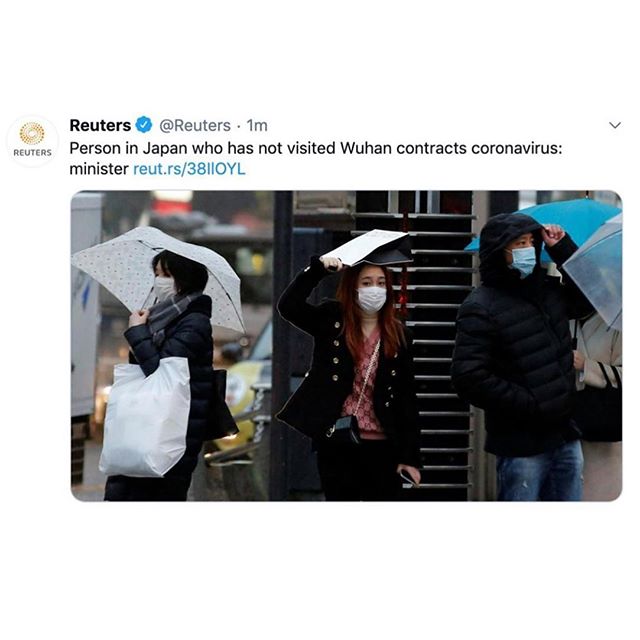 REUTERS
Reuters @Reuters · 1m
Person in Japan who has not visited Wuhan contracts coronavirus:
minister reut.rs/38IlOYL